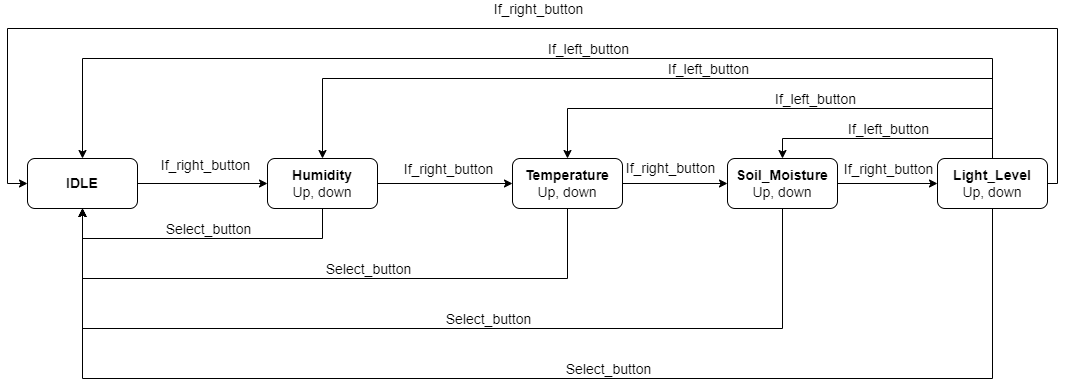 If_right_button
If_left_button
If_left_button
If_left_button
If_left_button
IDLE
If_right_button
Humidity
Up, down
If_right_button
Temperature
Up, down
If_right_button
Soil_Moisture
Up, down
If_right_button
Light_Level
Up, down
Select_button
Select_button
Select_button
Select_button